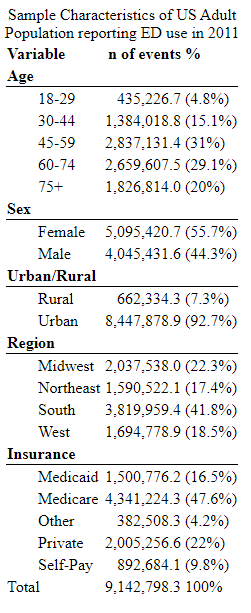 Sample Characteristics of US Adult
Population reporting ED use in 2011
Variable n of events %
Age
18-29 435,226.7 (4.8%)
30-44 1,384,018.8 (15.1%)
45-59 2,837,131.4 (31%)
60-74 2,659,607.5 (29.1%)
75+ 1,826,814.0 (20%)
Sex
Female 5,095,420.7 (55.7%)
Male 4,045,431.6 (44.3%)
Urban/Rural
Rural 662,334.3 (7.3%)
Urban 8,447,878.9 (92.7%)
Region
Midwest 2,037,538.0 (22.3%)
Northeast 1,590,522.1 (17.4%)
South 3,819,959.4 (41.8%)
West 1,694,778.9 (18.5%)
Insurance
Medicaid 1,500,776.2 (16.5%)
Medicare 4,341,224.3 (47.6%)
Other 382,508.3 (4.2%)
Private 2,005,256.6 (22%)
Self-Pay 892,684.1 (9.8%)
Total 9,142,798.3 100%